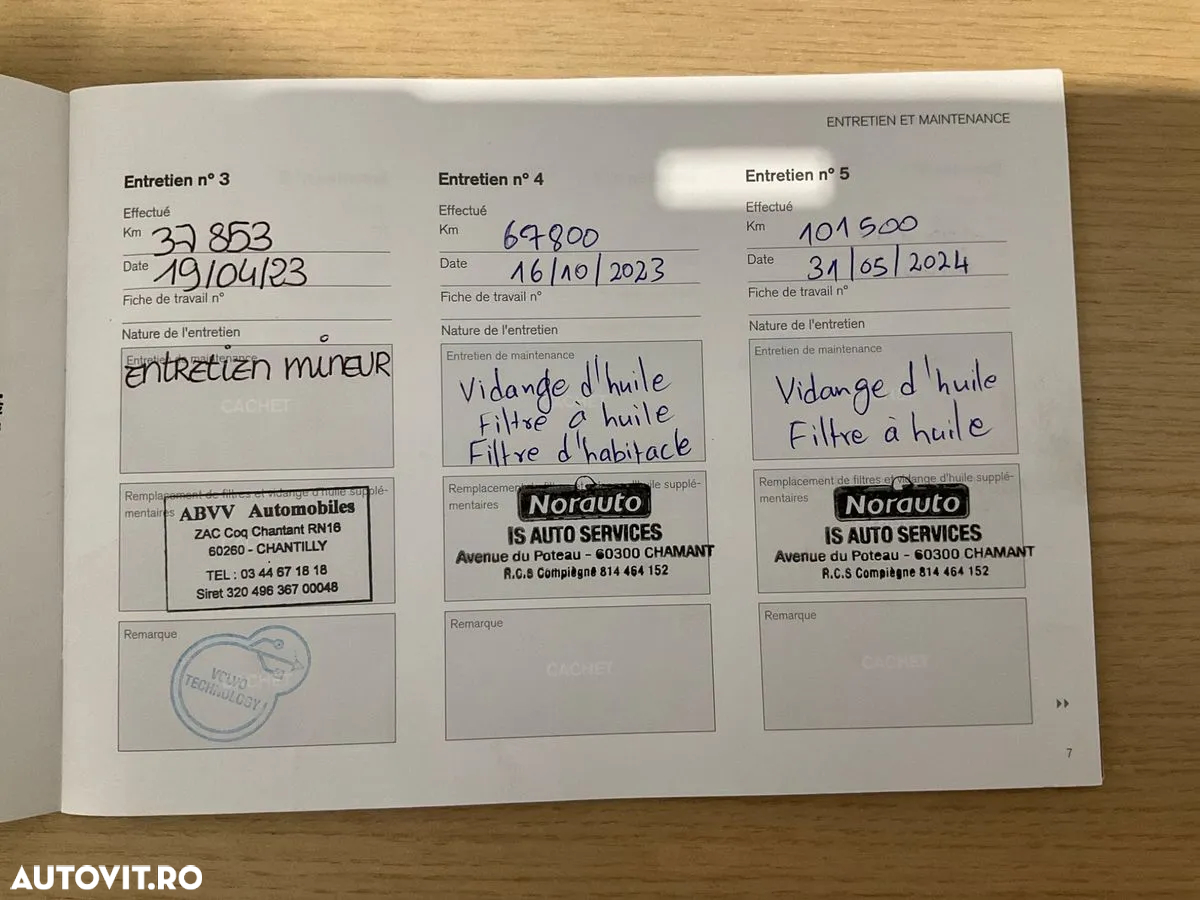 ENTRETIEN ET MAINTENANCE
Entretien n° 3
Effectué
Km 37 853
Date 19/04/23
Fiche de travail n°
Nature de l'entretien
Entretien de maintenance
Entretien mineur
CACHET
Remplacement de filtres et vidange d'huile supplé-
mentaires
ABVV Automobiles
ZAC Coq Chantant RN16
60260 - CHANTILLY
TEL : 03 44 67 18 18
Siret 320 496 367 00048
Remarque
CACHET
VOLVO
TECHNOLOGY
Entretien n° 4
Effectué
Km 67800
Date 16/10/2023
Fiche de travail n°
Nature de l'entretien
Entretien de maintenance
Vidange d'huile
Filtre à huile
Filtre d'habitacle
Remplacement de filtres et vidange d'huile supplé-
mentaires
Norauto
IS AUTO SERVICES
Avenue du Poteau - 60300 CHAMANT
R.C.S Compiègne 814 464 152
Remarque
CACHET
Entretien n° 5
Effectué
Km 101 500
Date 31/05/2024
Fiche de travail n°
Nature de l'entretien
Entretien de maintenance
Vidange d'huile
Filtre à huile
Remplacement de filtres et vidange d'huile supplé-
mentaires
Norauto
IS AUTO SERVICES
Avenue du Poteau - 60300 CHAMANT
R.C.S Compiègne 814 464 152
Remarque
CACHET
7
AUTOVIT.RO